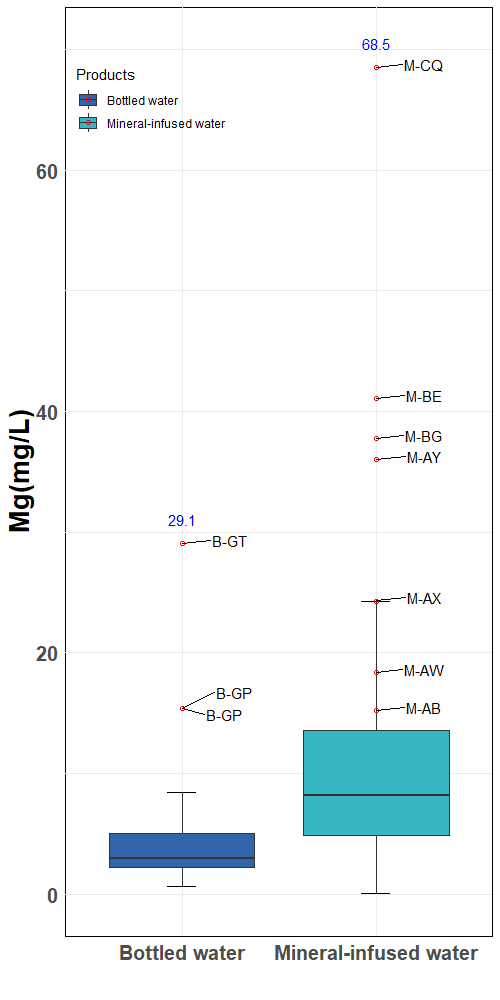 68.5
M-CQ
Products
Bottled water
Mineral-infused water
60
M-BE
40
M-BG
M-AY
Mg(mg/L)
29.1
B-GT
M-AX
20
M-AW
B-GP
M-AB
B-GP
0
Bottled water
Mineral-infused water